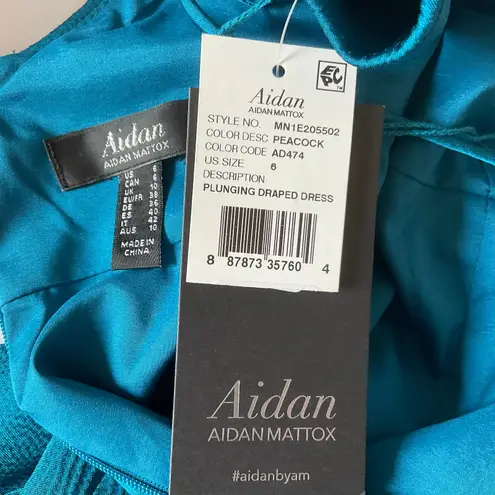 Aidan
AIDAN MATTOX
US 6
CAN 6
UK 10
EUR/FR 38
DE 36
ES 40
IT 42
AUS 10
MADE IN
CHINA
EPC
Aidan
AIDAN MATTOX
STYLE NO. MN1E205502
COLOR DESC PEACOCK
COLOR CODE AD474
US SIZE 6
DESCRIPTION
PLUNGING DRAPED DRESS
8 87873 35760 4
Aidan
AIDAN MATTOX
#aidanbyam